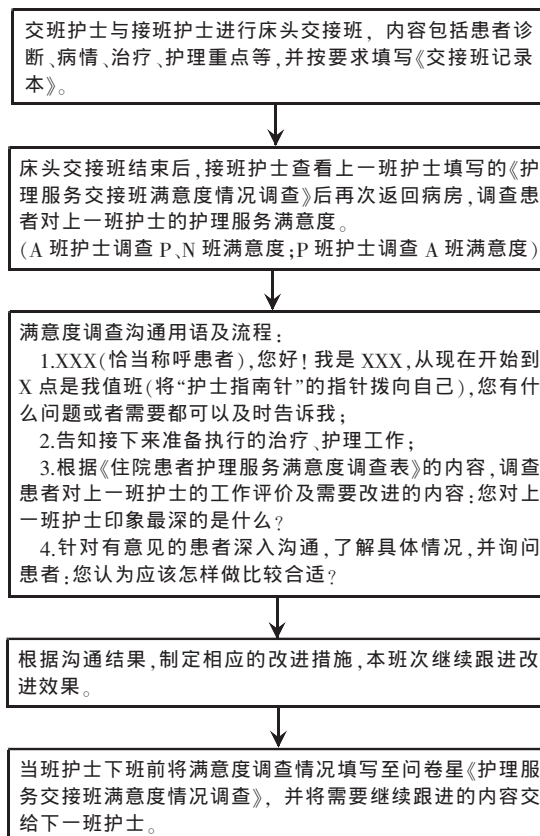 交班护士与接班护士进行床头交接班，内容包括患者诊
断、病情、治疗、护理重点等，并按要求填写《交接班记录
本》。
床头交接班结束后，接班护士查看上一班护士填写的《护
理服务交接班满意度情况调查》后再次返回病房，调查患
者对上一班护士的护理服务满意度。
(A 班护士调查 P、N 班满意度；P 班护士调查 A 班满意度)
满意度调查沟通用语及流程：
1.XXX(恰当称呼患者)，您好！我是 XXX，从现在开始到
X 点是我值班(将“护士指南针”的指针拨向自己)，您有什
么问题或者需要都可以及时告诉我；
2.告知接下来准备执行的治疗、护理工作；
3.根据《住院患者护理服务满意度调查表》的内容，调查
患者对上一班护士的工作评价及需要改进的内容：您对上
一班护士印象最深的是什么？
4.针对有意见的患者深入沟通，了解具体情况，并询问
患者：您认为应该怎样做比较合适？
根据沟通结果，制定相应的改进措施，本班次继续跟进改
进效果。
当班护士下班前将满意度调查情况填写至问卷星《护理服
务交接班满意度情况调查》，并将需要继续跟进的内容交
给下一班护士。